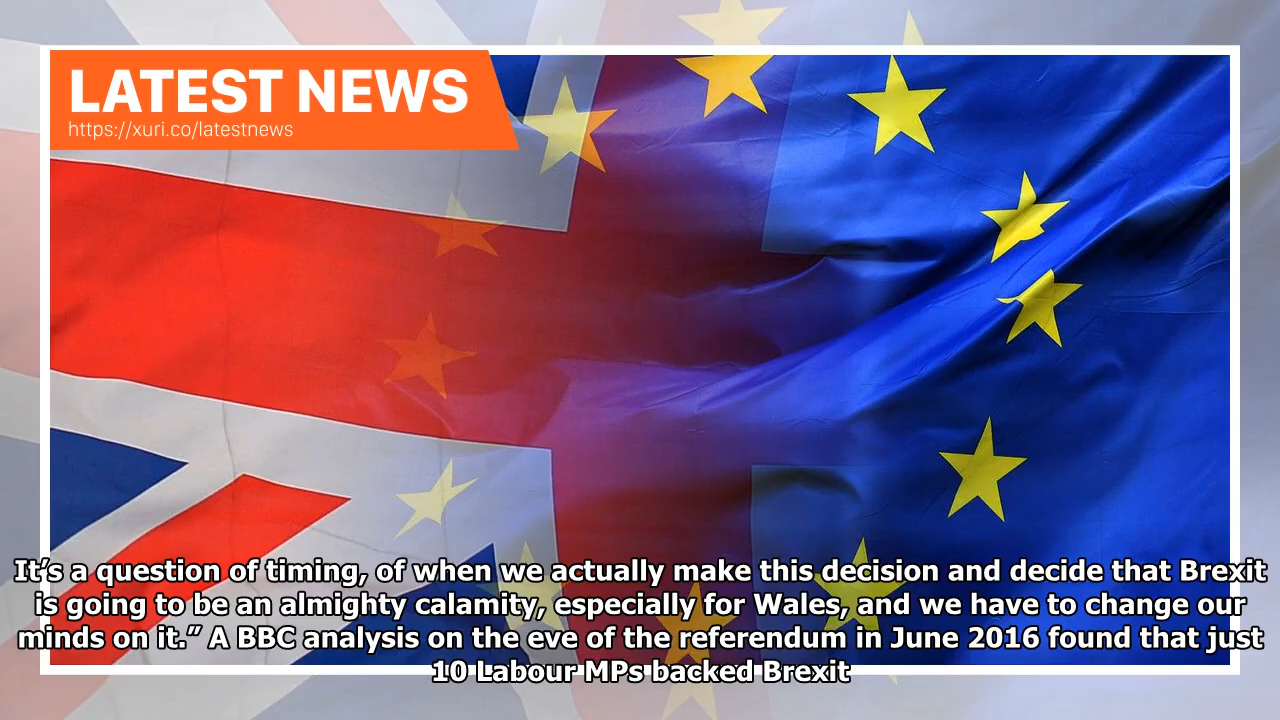 LATEST NEWS
https://xuri.co/latestnews
It's a question of timing, of when we actually make this decision and decide that Brexit
is going to be an almighty calamity, especially for Wales, and we have to change our
minds on it.” A BBC analysis on the eve of the referendum in June 2016 found that just
10 Labour MPs backed Brexit